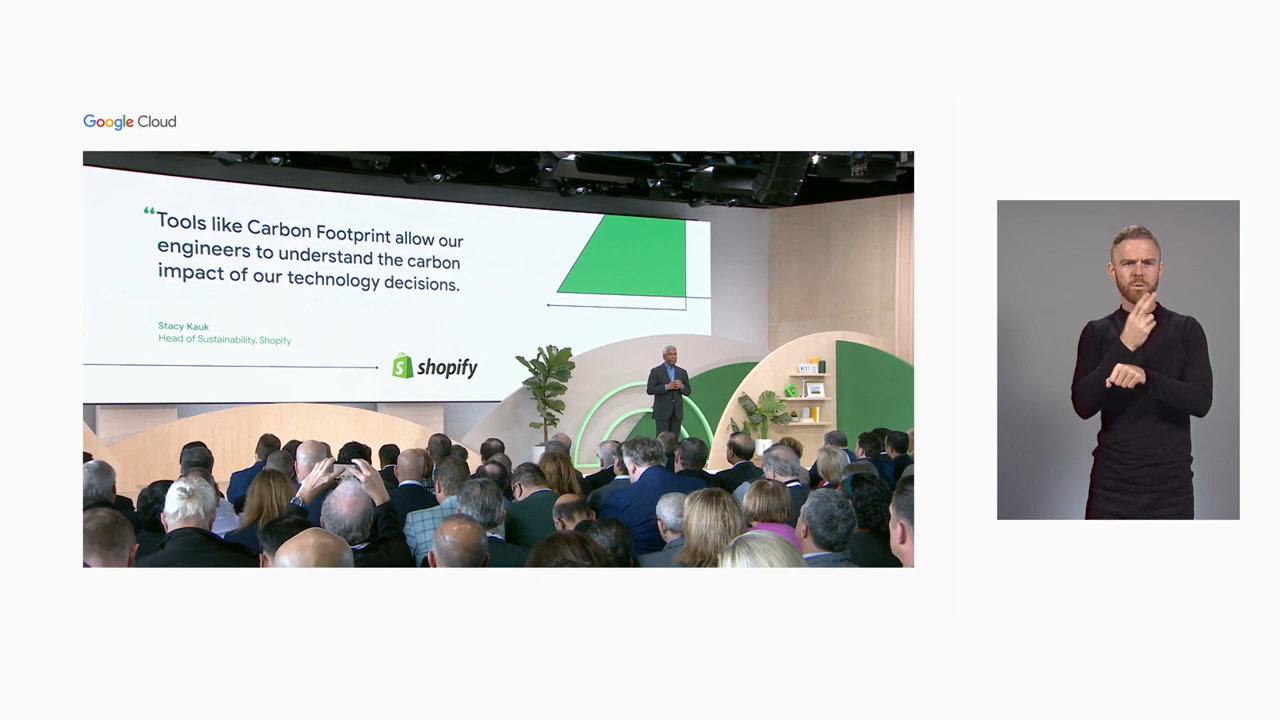 Google Cloud
“Tools like Carbon Footprint allow our
engineers to understand the carbon
impact of our technology decisions.
Stacy Kauk
Head of Sustainability, Shopify
shopify